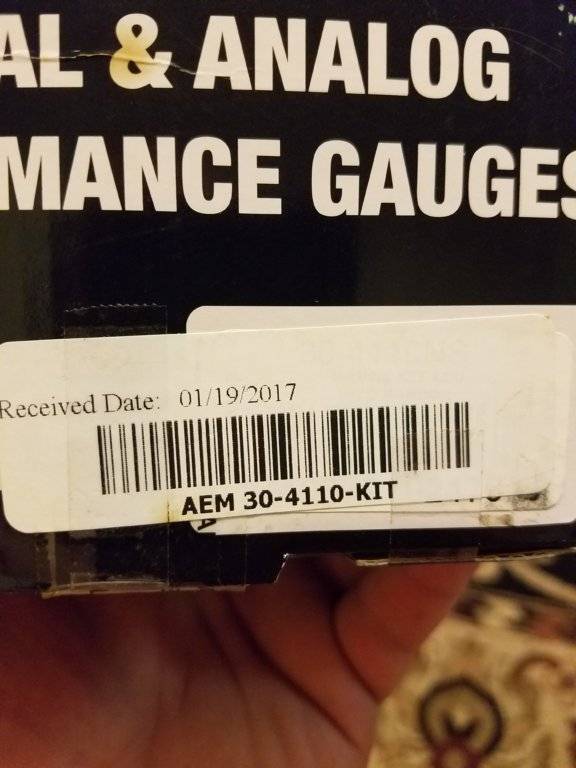 AL & ANALOG
MANCE GAUGES
Received Date: 01/19/2017
AEM 30-4110-KIT